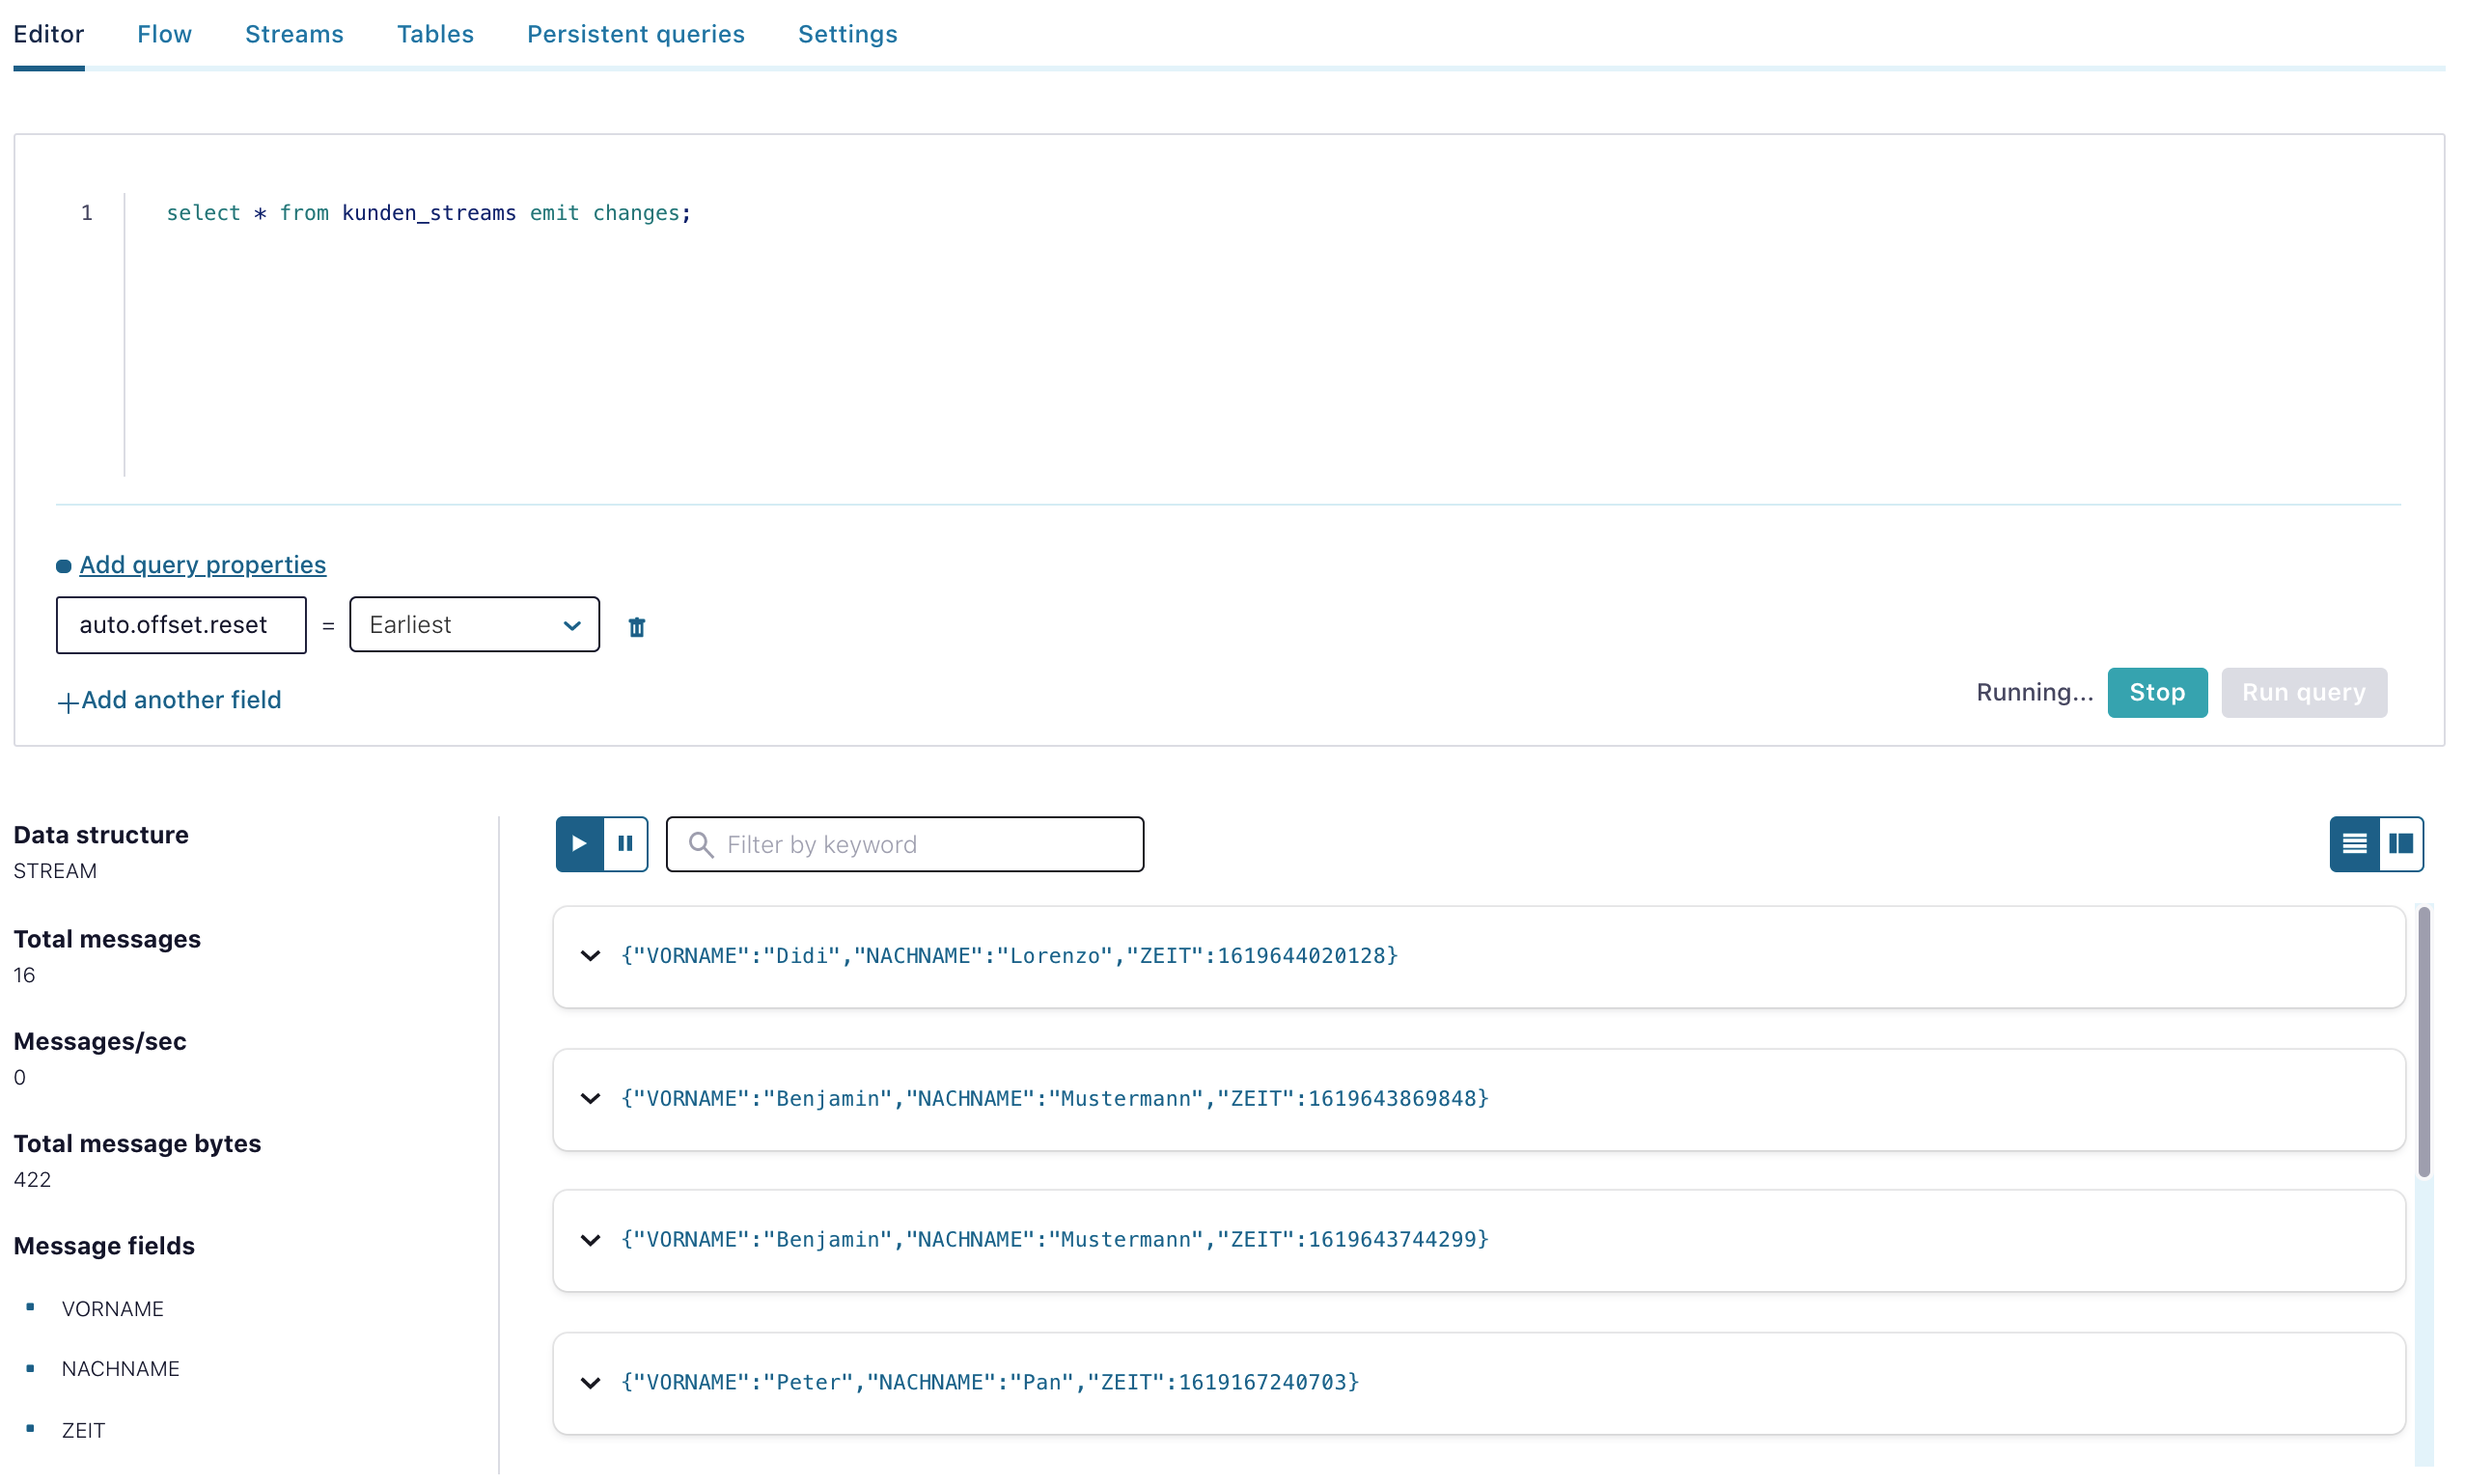 Editor Flow Streams Tables Persistent queries Settings
1 select * from kunden_streams emit changes;
Add query properties
auto.offset.reset = Earliest
+Add another field
Running... Stop Run query
Data structure
STREAM
Total messages
16
Messages/sec
0
Total message bytes
422
Message fields
VORNAME
NACHNAME
ZEIT
Filter by keyword
{"VORNAME":"Didi","NACHNAME":"Lorenzo","ZEIT":1619644020128}
{"VORNAME":"Benjamin","NACHNAME":"Mustermann","ZEIT":1619643869848}
{"VORNAME":"Benjamin","NACHNAME":"Mustermann","ZEIT":1619643744299}
{"VORNAME":"Peter","NACHNAME":"Pan","ZEIT":1619167240703}